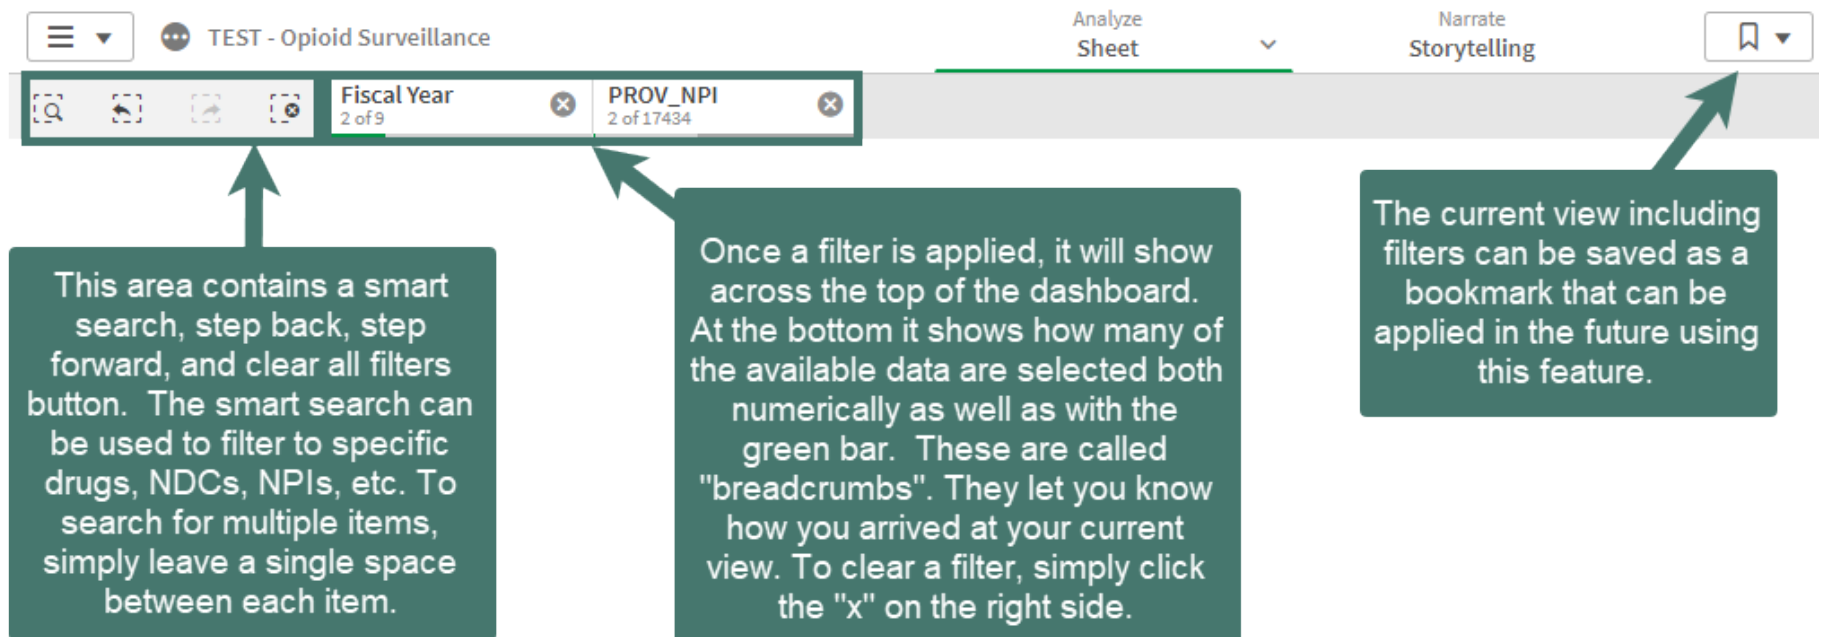 TEST - Opioid Surveillance
Analyze
Sheet
Narrate
Storytelling
Fiscal Year
2 of 9
PROV_NPI
2 of 17434
This area contains a smart
search, step back, step
forward, and clear all filters
button.  The smart search can
be used to filter to specific
drugs, NDCs, NPIs, etc. To
search for multiple items,
simply leave a single space
between each item.
Once a filter is applied, it will show
across the top of the dashboard.
At the bottom it shows how many of
the available data are selected both
numerically as well as with the
green bar.  These are called
"breadcrumbs". They let you know
how you arrived at your current
view. To clear a filter, simply click
the "x" on the right side.
The current view including
filters can be saved as a
bookmark that can be
applied in the future using
this feature.